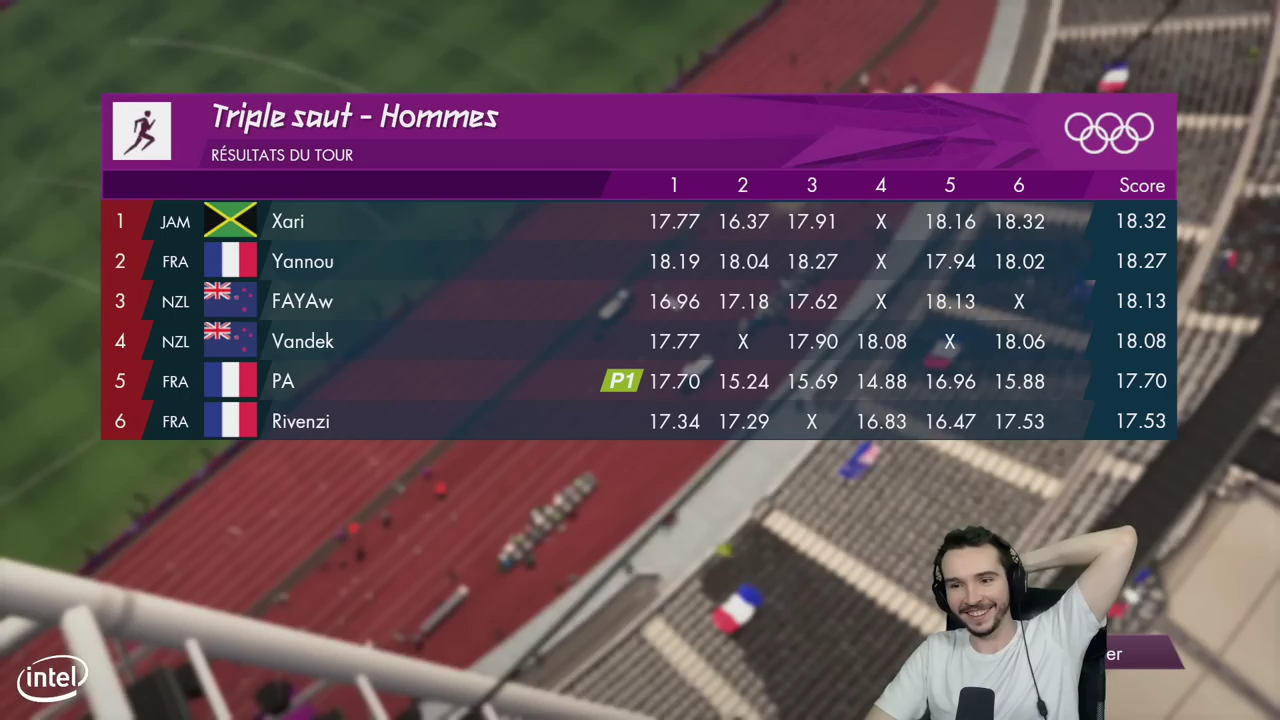 Triple saut - Hommes
RÉSULTATS DU TOUR
1 2 3 4 5 6 Score
1 JAM Xari 17.77 16.37 17.91 X 18.16 18.32 18.32
2 FRA Yannou 18.19 18.04 18.27 X 17.94 18.02 18.27
3 NZL FAYAw 16.96 17.18 17.62 X 18.13 X 18.13
4 NZL Vandek 17.77 X 17.90 18.08 X 18.06 18.08
5 FRA PA P1 17.70 15.24 15.69 14.88 16.96 15.88 17.70
6 FRA Rivenzi 17.34 17.29 X 16.83 16.47 17.53 17.53
er
intel